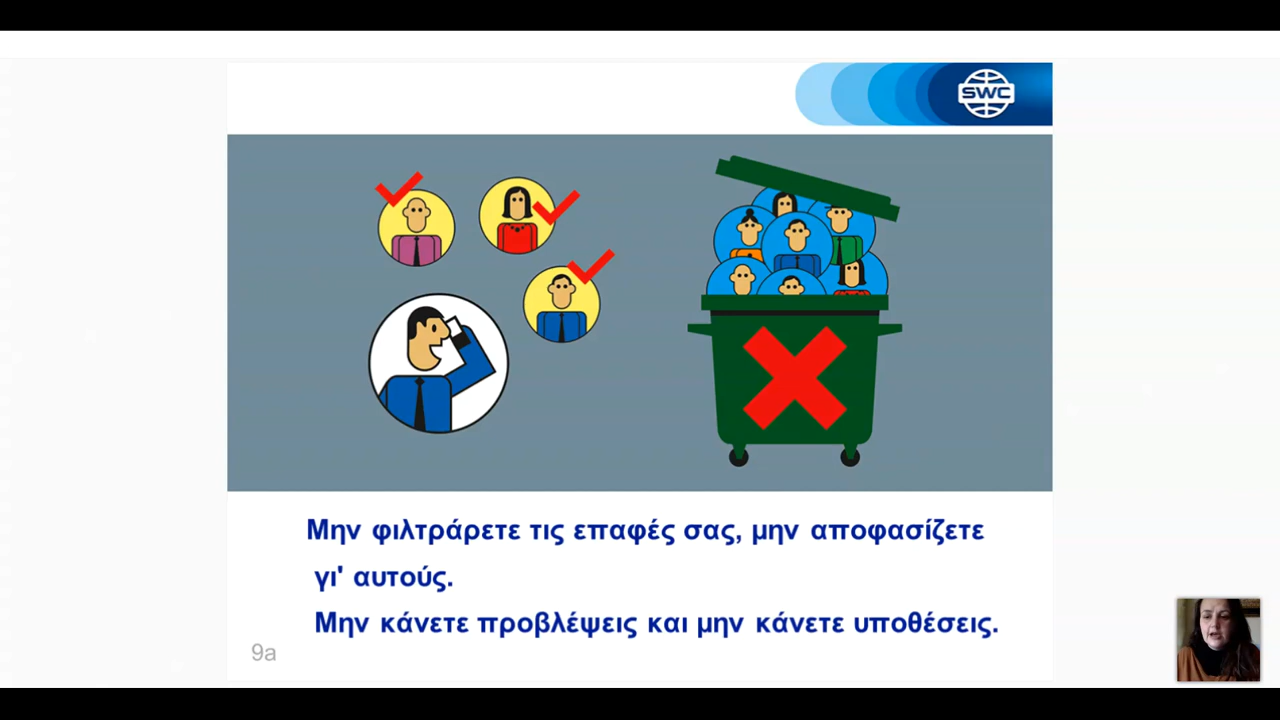 SWC
Μην φιλτράρετε τις επαφές σας, μην αποφασίζετε
γι' αυτούς.
Μην κάνετε προβλέψεις και μην κάνετε υποθέσεις.
9a